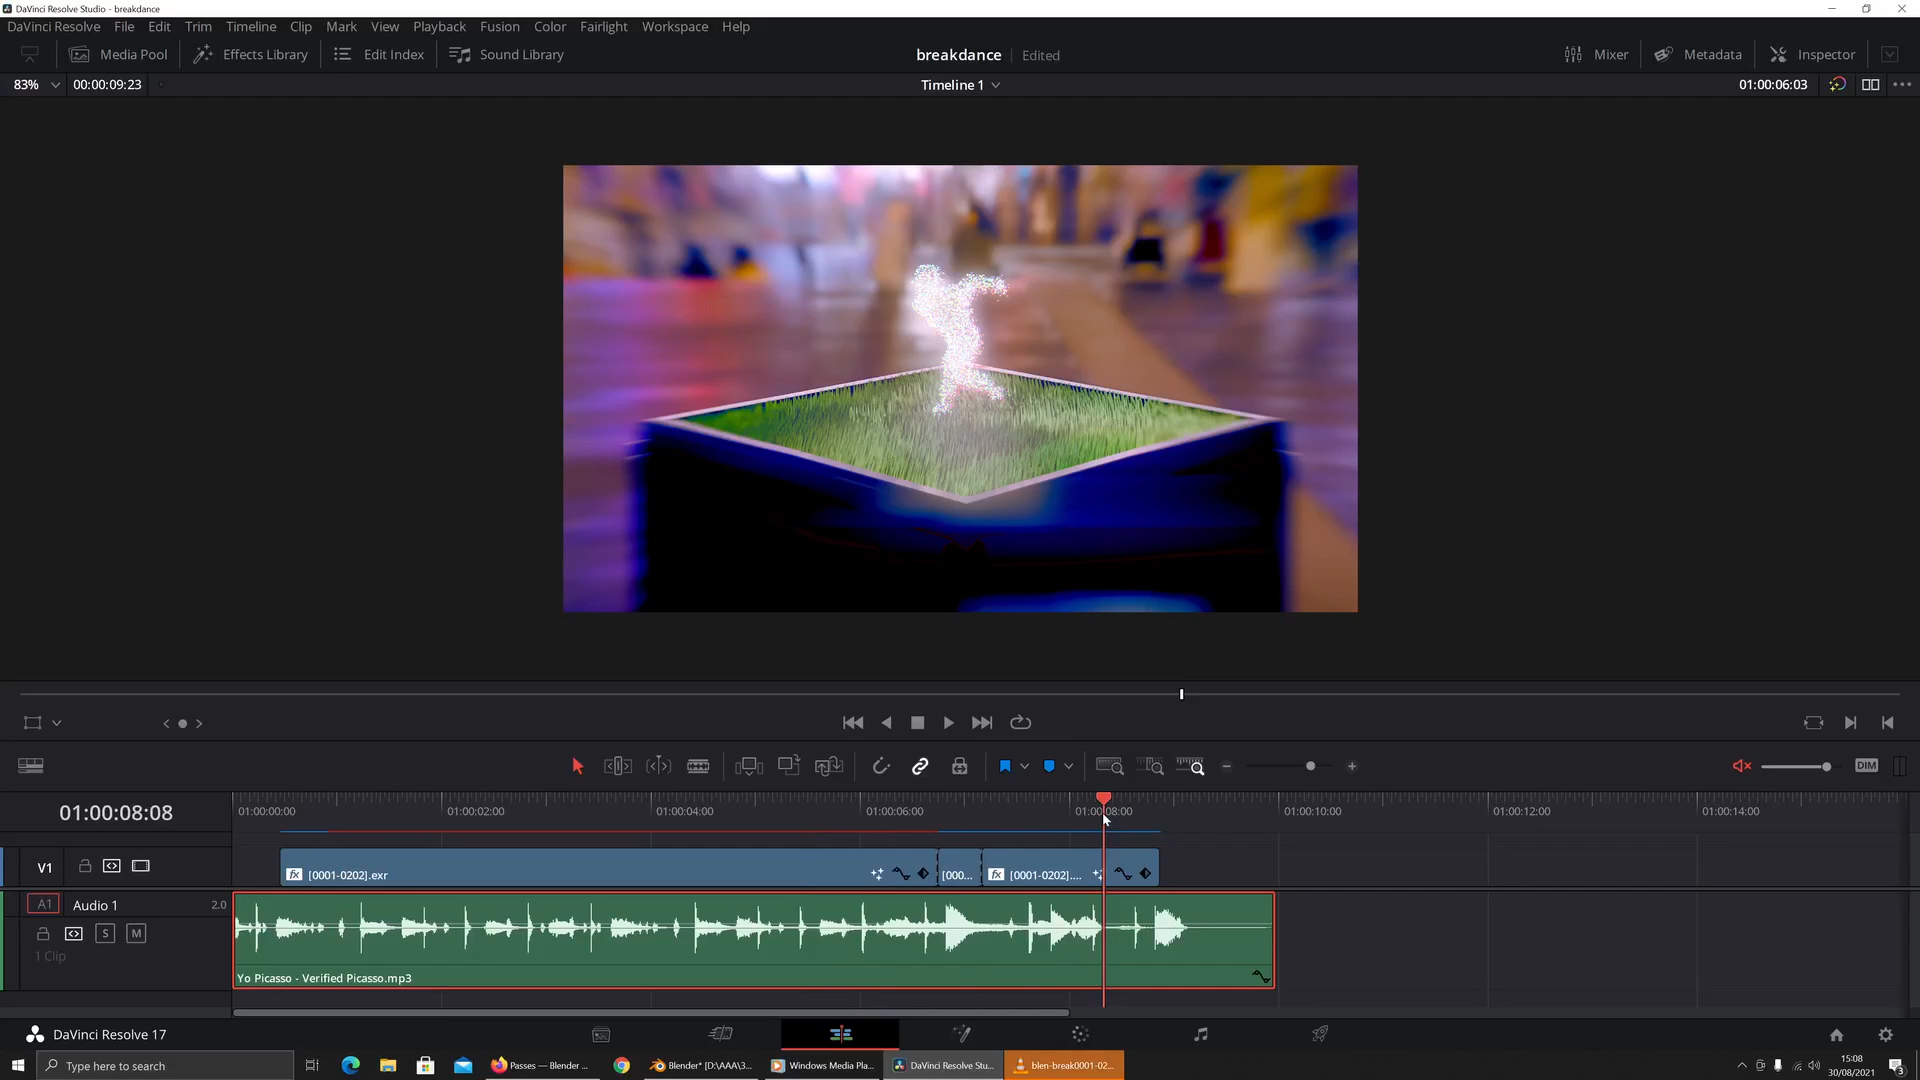 DaVinci Resolve Studio - breakdance
DaVinci Resolve File Edit Trim Timeline Clip Mark View Playback Fusion Color Fairlight Workspace Help
Media Pool Effects Library Edit Index Sound Library breakdance Edited Mixer Metadata Inspector
83% 00:00:09:23 Timeline 1 01:00:06:03
DIM
01:00:08:08 01:00:00:00 01:00:02:00 01:00:04:00 01:00:06:00 01:00:08:00 01:00:10:00 01:00:12:00 01:00:14:00
V1 fx [0001-0202].exr [000... fx [0001-0202]....
A1 Audio 1 2.0
S M
1 Clip
Yo Picasso - Verified Picasso.mp3
DaVinci Resolve 17
Type here to search Passes — Blender ... Blender* [D:\AAA\3... Windows Media Pla... DaVinci Resolve Stu... blen-break0001-02...
15:08
30/08/2021
3